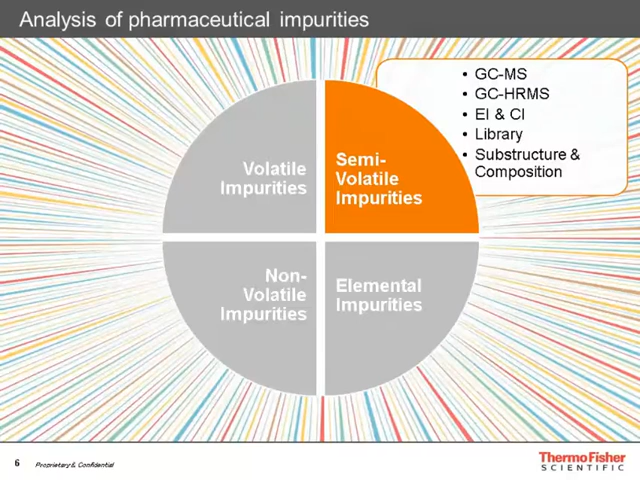 Analysis of pharmaceutical impurities
• GC-MS
• GC-HRMS
• EI & CI
• Library
• Substructure &
Composition
Volatile
Impurities
Semi-
Volatile
Impurities
Non-
Volatile
Impurities
Elemental
Impurities
6 Proprietary & Confidential
ThermoFisher
SCIENTIFIC